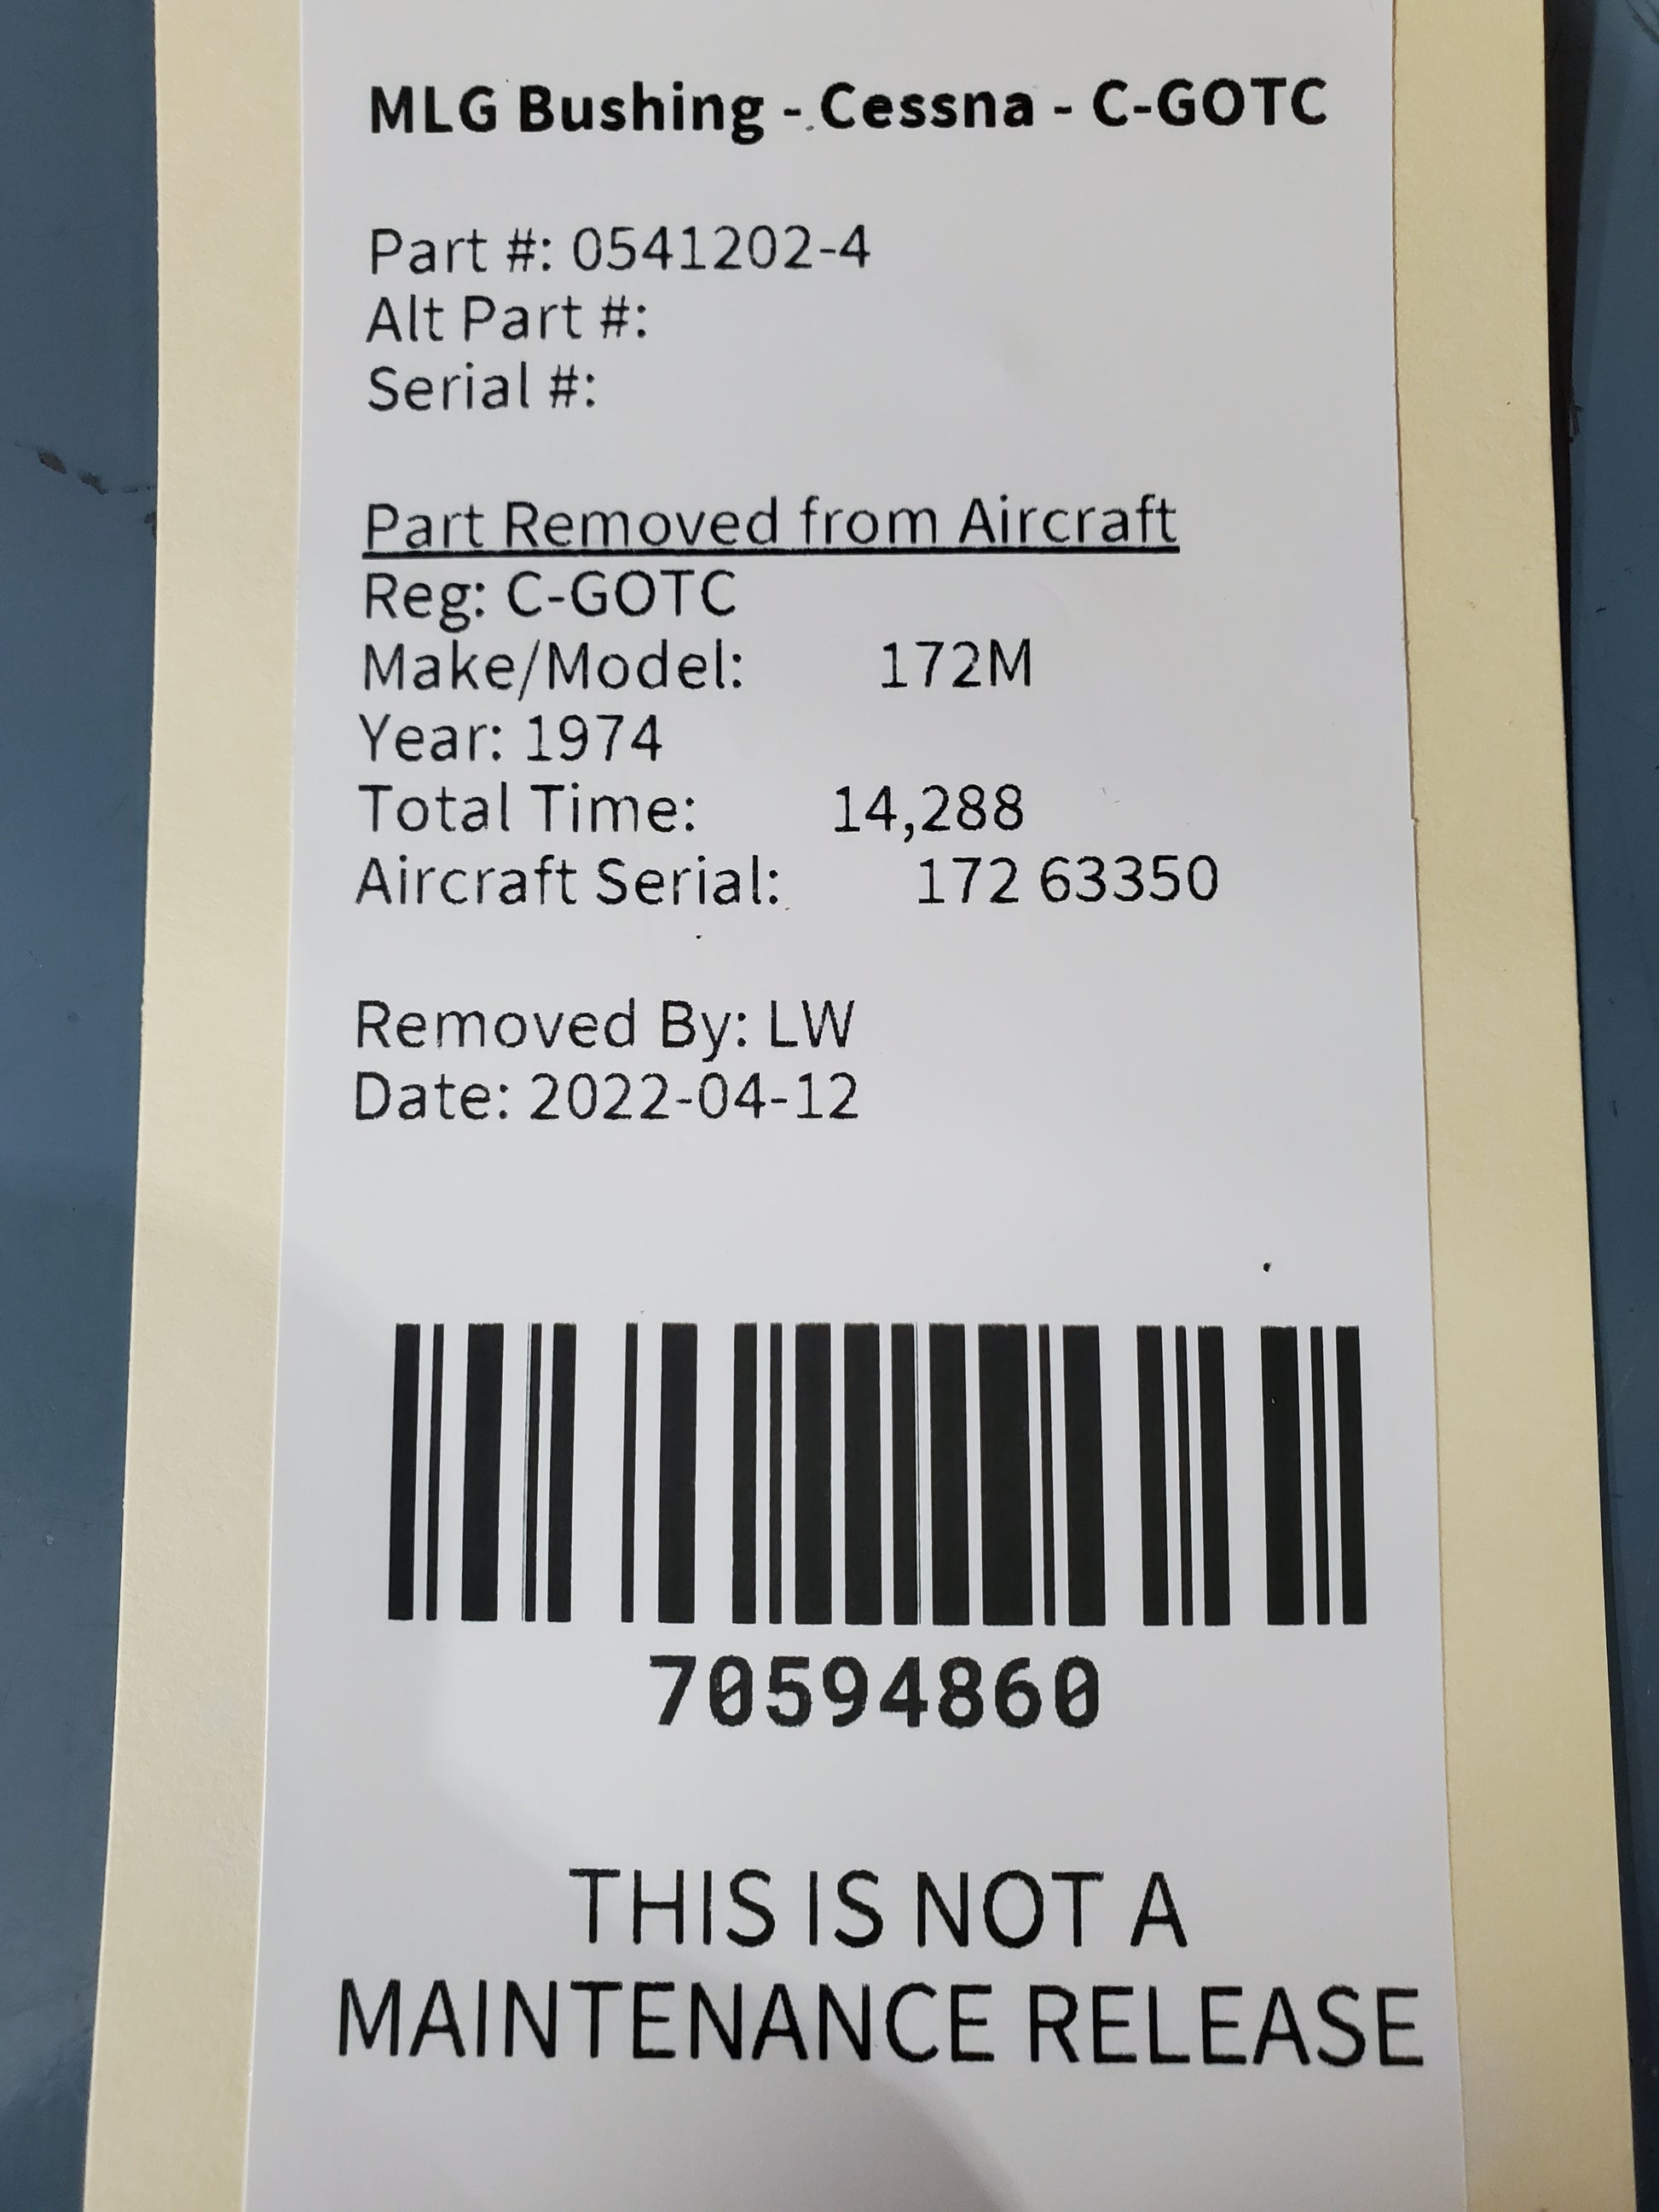 MLG Bushing - Cessna - C-GOTC
Part #: 0541202-4
Alt Part #:
Serial #:
Part Removed from Aircraft
Reg: C-GOTC
Make/Model: 172M
Year: 1974
Total Time: 14,288
Aircraft Serial: 172 63350
Removed By: LW
Date: 2022-04-12
70594860
THIS IS NOT A
MAINTENANCE RELEASE